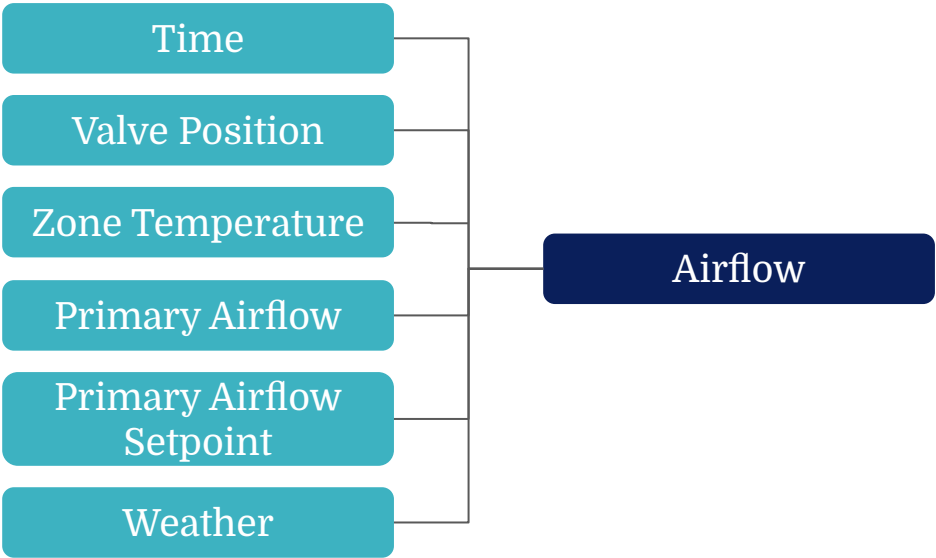 Time
Valve Position
Zone Temperature
Primary Airflow
Primary Airflow
Setpoint
Weather
Airflow